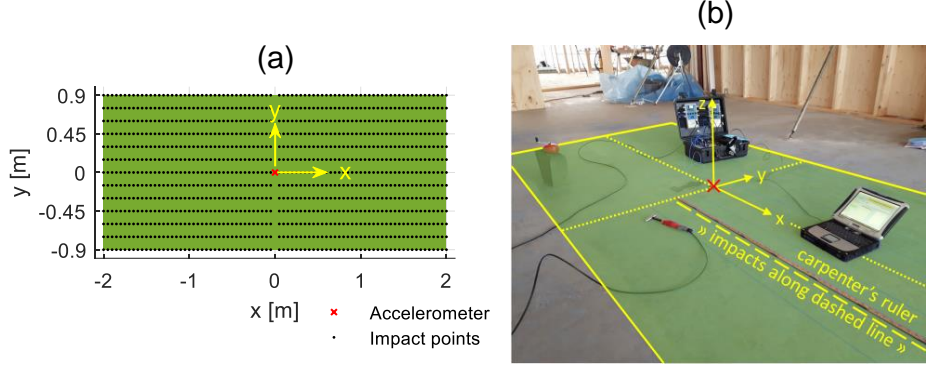 (a)
0.9
0.45
0
-0.45
-0.9
y [m]
y
x
-2
-1
0
1
2
x [m]
× Accelerometer
· Impact points
(b)
z
y
x
carpenter's ruler
» impacts along dashed line »